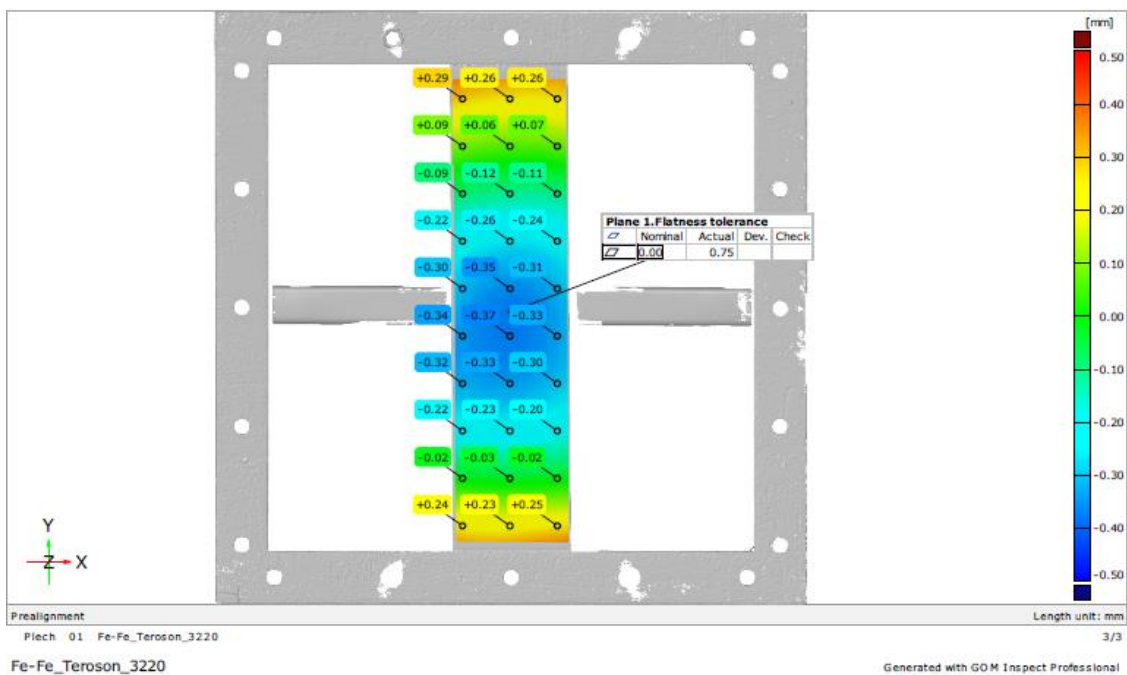 [mm]
0.50
0.40
0.30
0.20
0.10
0.00
-0.10
-0.20
-0.30
-0.40
-0.50
+0.29 +0.26 +0.26
+0.09 +0.06 +0.07
-0.09 -0.12 -0.11
-0.22 -0.26 -0.24
Plane 1.Flatness tolerance
Nominal Actual Dev. Check
0.00 0.75
-0.30 -0.35 -0.31
-0.34 -0.37 -0.33
-0.32 -0.33 -0.30
-0.22 -0.23 -0.20
-0.02 -0.03 -0.02
+0.24 +0.23 +0.25
Y
Z X
Prealignment Length unit: mm
Plech 01 Fe-Fe_Teroson_3220 3/3
Fe-Fe_Teroson_3220 Generated with GOM Inspect Professional